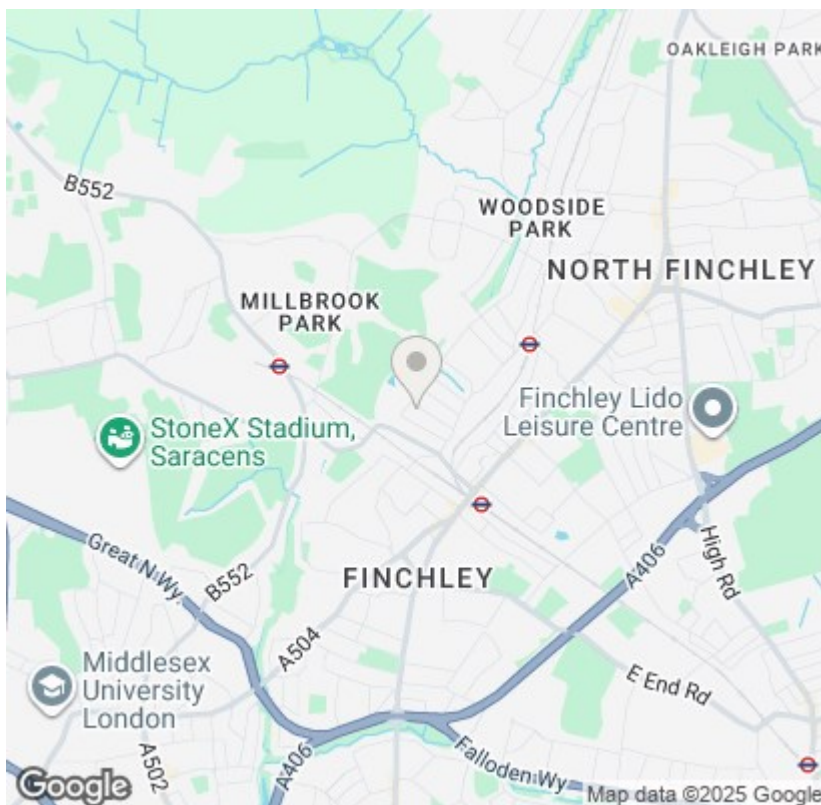 OAKLEIGH PARK
B552
WOODSIDE
PARK
NORTH FINCHLEY
MILLBROOK
PARK
Finchley Lido
Leisure Centre
StoneX Stadium,
Saracens
Great N Wy
B552
FINCHLEY
A406
High Rd
A504
E End Rd
Middlesex
University
London
A502
A406
Falloden Wy
Google
Map data ©2025 Google